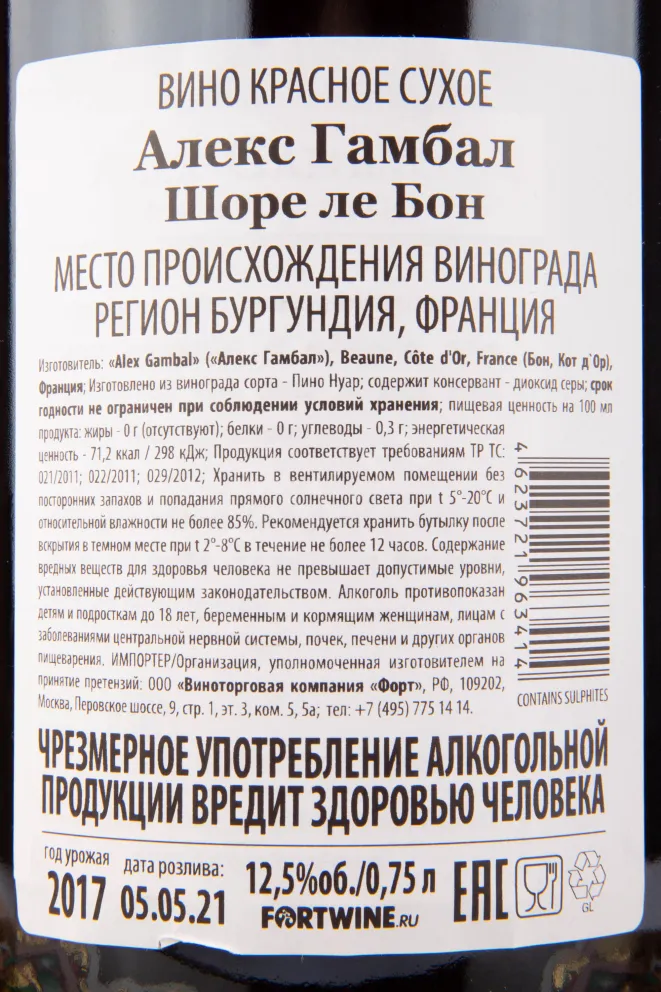 ВИНО КРАСНОЕ СУХОЕ
Алекс Гамбал
Шоре ле Бон
МЕСТО ПРОИСХОЖДЕНИЯ ВИНОГРАДА
РЕГИОН БУРГУНДИЯ, ФРАНЦИЯ
Изготовитель: «Alex Gambal» («Алекс Гамбал»), Beaune, Côte d'Or, France (Бон, Кот д`Ор),
Франция; Изготовлено из винограда сорта - Пино Нуар; содержит консервант - диоксид серы; срок
годности не ограничен при соблюдении условий хранения; пищевая ценность на 100 мл
продукта: жиры - 0 г (отсутствуют); белки - 0 г; углеводы - 0,3 г; энергетическая
ценность - 71,2 ккал / 298 кДж; Продукция соответствует требованиям ТР ТС:
021/2011; 022/2011; 029/2012; Хранить в вентилируемом помещении без
посторонних запахов и попадания прямого солнечного света при t 5°-20°C и
относительной влажности не более 85%. Рекомендуется хранить бутылку после
вскрытия в темном месте при t 2°-8°C в течение не более 12 часов. Содержание
вредных веществ для здоровья человека не превышает допустимые уровни,
установленные действующим законодательством. Алкоголь противопоказан
детям и подросткам до 18 лет, беременным и кормящим женщинам, лицам с
заболеваниями центральной нервной системы, почек, печени и других органов
пищеварения. ИМПОРТЕР/Организация, уполномоченная изготовителем на
принятие претензий: ООО «Виноторговая компания «Форт», РФ, 109202,
Москва, Перовское шоссе, 9, стр. 1, эт. 3, ком. 5, 5а; тел: +7 (495) 775 14 14.
4 623721 963414
CONTAINS SULPHITES
ЧРЕЗМЕРНОЕ УПОТРЕБЛЕНИЕ АЛКОГОЛЬНОЙ
ПРОДУКЦИИ ВРЕДИТ ЗДОРОВЬЮ ЧЕЛОВЕКА
год урожая
2017
дата розлива:
05.05.21
12,5%об./0,75 л
FORTWINE.RU
EAC
GL